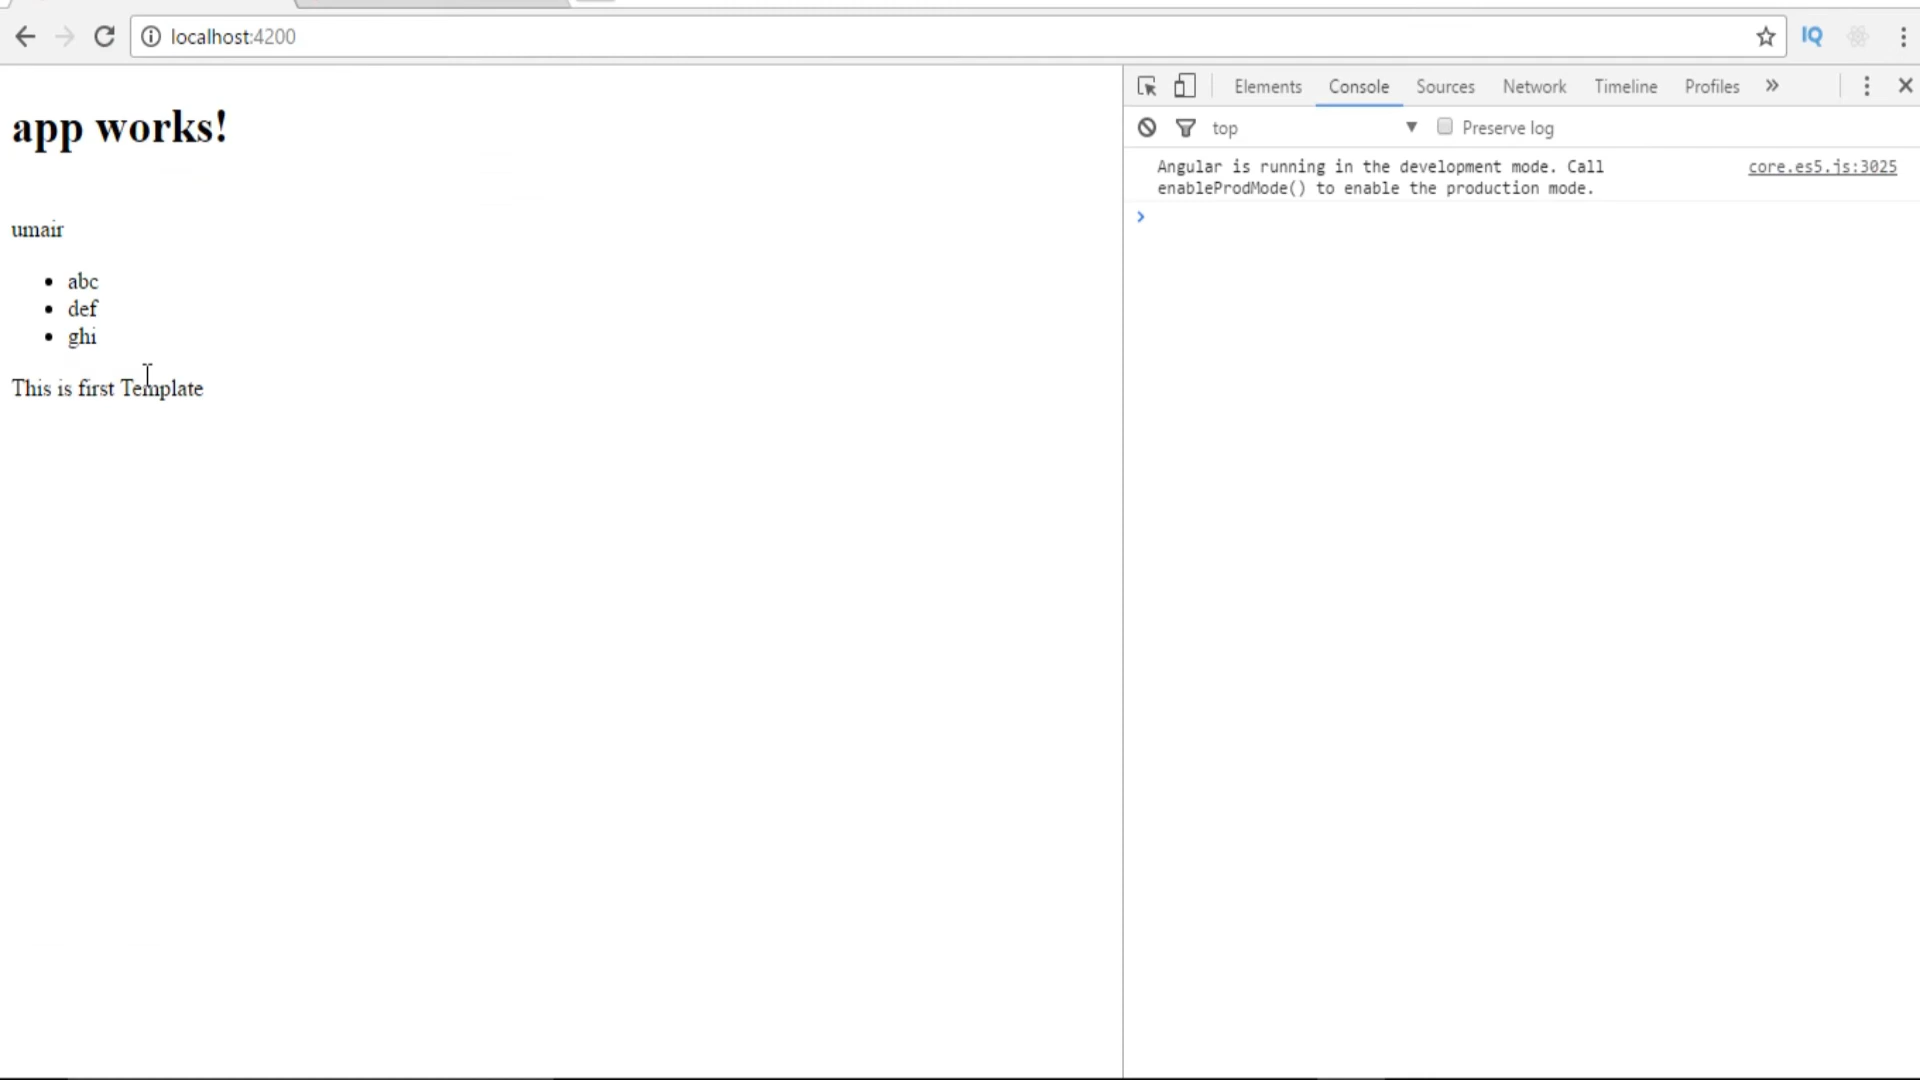 localhost:4200
IQ
app works!
umair
abc
def
ghi
This is first Template
Elements Console Sources Network Timeline Profiles »
top Preserve log
Angular is running in the development mode. Call core.es5.js:3025
enableProdMode() to enable the production mode.